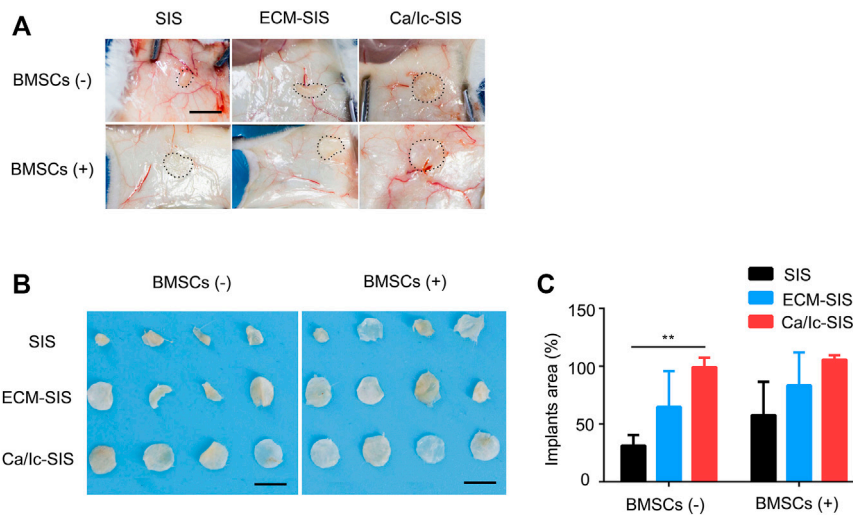 A
SIS ECM-SIS Ca/Ic-SIS
BMSCs (-)
BMSCs (+)
B
BMSCs (-) BMSCs (+)
SIS
ECM-SIS
Ca/Ic-SIS
C
SIS
ECM-SIS
Ca/Ic-SIS
Implants area (%)
150
100
50
0
**
BMSCs (-) BMSCs (+)